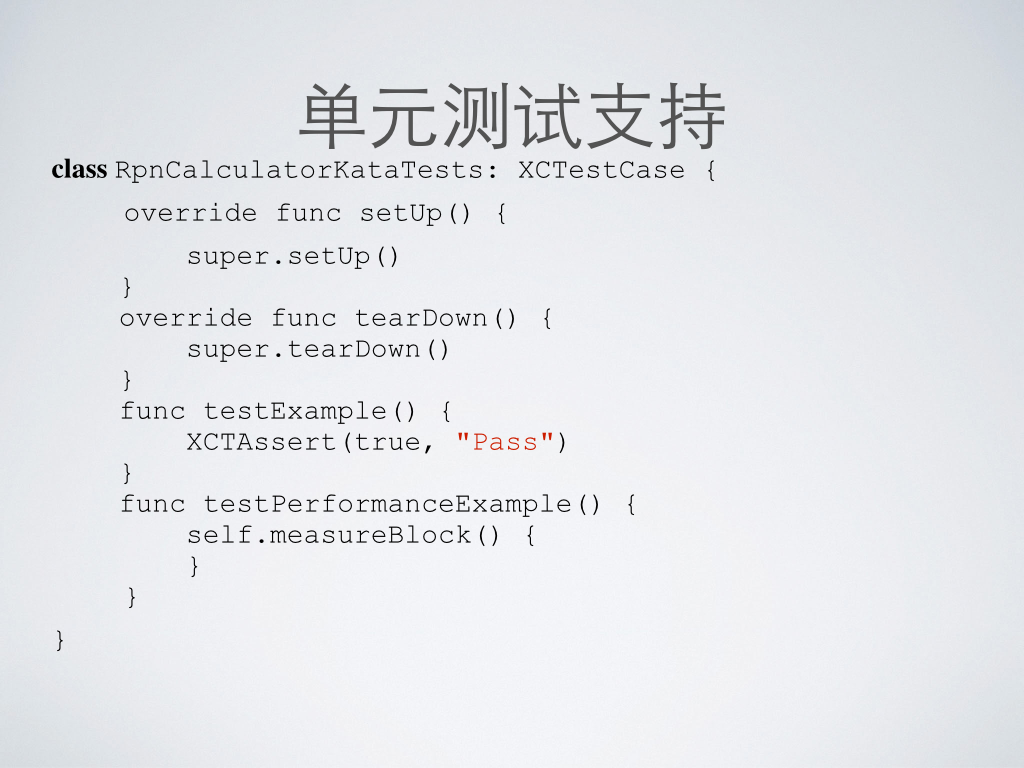 单元测试支持
class RpnCalculatorKataTests: XCTestCase {
override func setUp() {
super.setUp()
}
override func tearDown() {
super.tearDown()
}
func testExample() {
XCTAssert(true, "Pass")
}
func testPerformanceExample() {
self.measureBlock() {
}
}
}